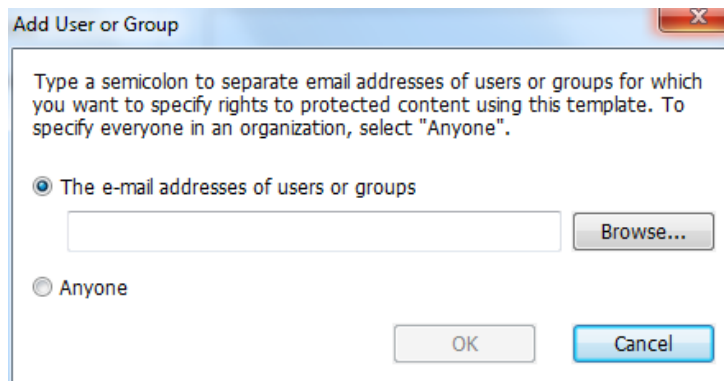 Add User or Group
Type a semicolon to separate email addresses of users or groups for which
you want to specify rights to protected content using this template. To
specify everyone in an organization, select "Anyone".
The e-mail addresses of users or groups
Browse...
Anyone
OK
Cancel